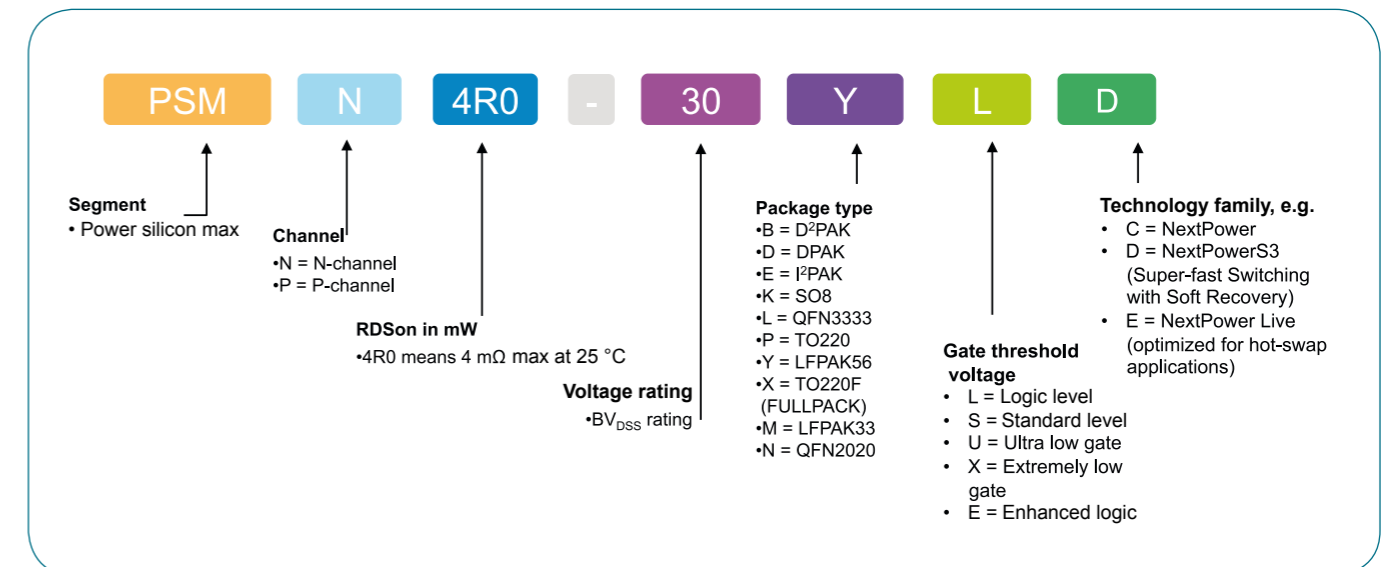 PSM N 4R0 - 30 Y L D
Segment
• Power silicon max
Channel
•N = N-channel
•P = P-channel
RDSon in mW
•4R0 means 4 mΩ max at 25 °C
Voltage rating
•BVDSS rating
Package type
•B = D²PAK
•D = DPAK
•E = I²PAK
•K = SO8
•L = QFN3333
•P = TO220
•Y = LFPAK56
•X = TO220F
(FULLPACK)
•M = LFPAK33
•N = QFN2020
Gate threshold
voltage
• L = Logic level
• S = Standard level
• U = Ultra low gate
• X = Extremely low
gate
• E = Enhanced logic
Technology family, e.g.
• C = NextPower
• D = NextPowerS3
(Super-fast Switching
with Soft Recovery)
• E = NextPower Live
(optimized for hot-swap
applications)